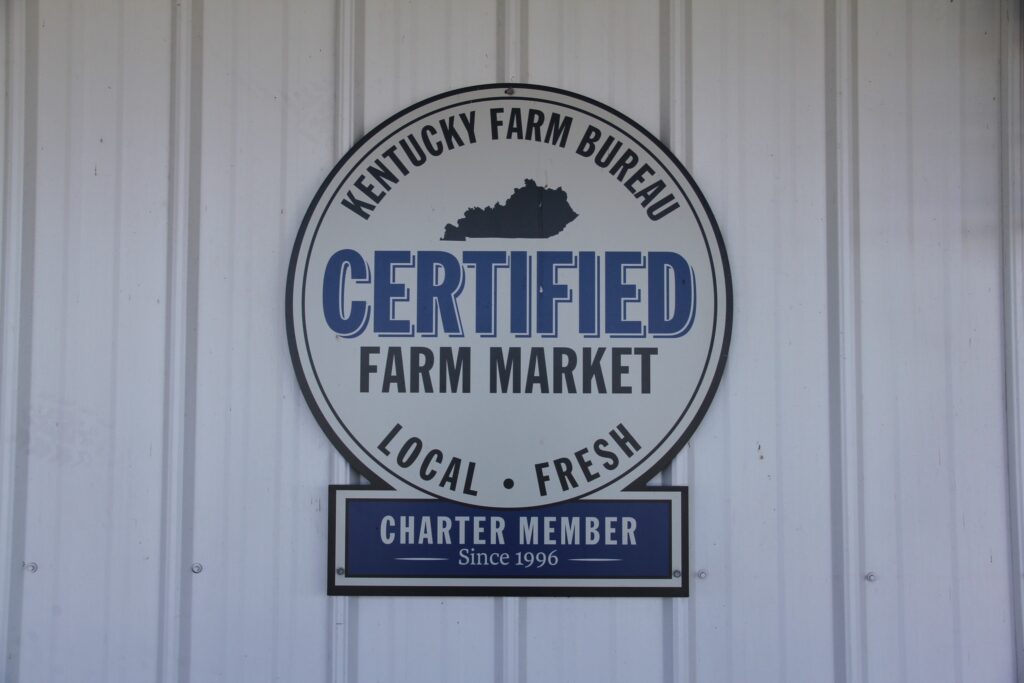 KENTUCKY FARM BUREAU
CERTIFIED
FARM MARKET
LOCAL • FRESH
CHARTER MEMBER
Since 1996